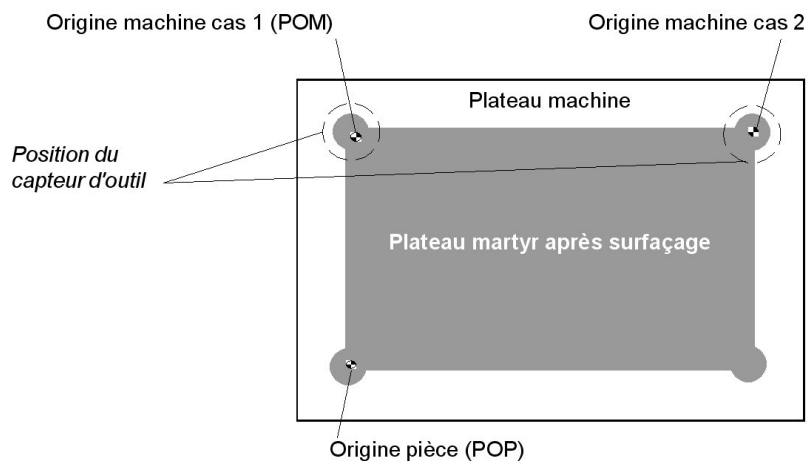 Origine machine cas 1 (POM)
Origine machine cas 2
Plateau machine
Position du
capteur d'outil
Plateau martyr après surfaçage
Origine pièce (POP)